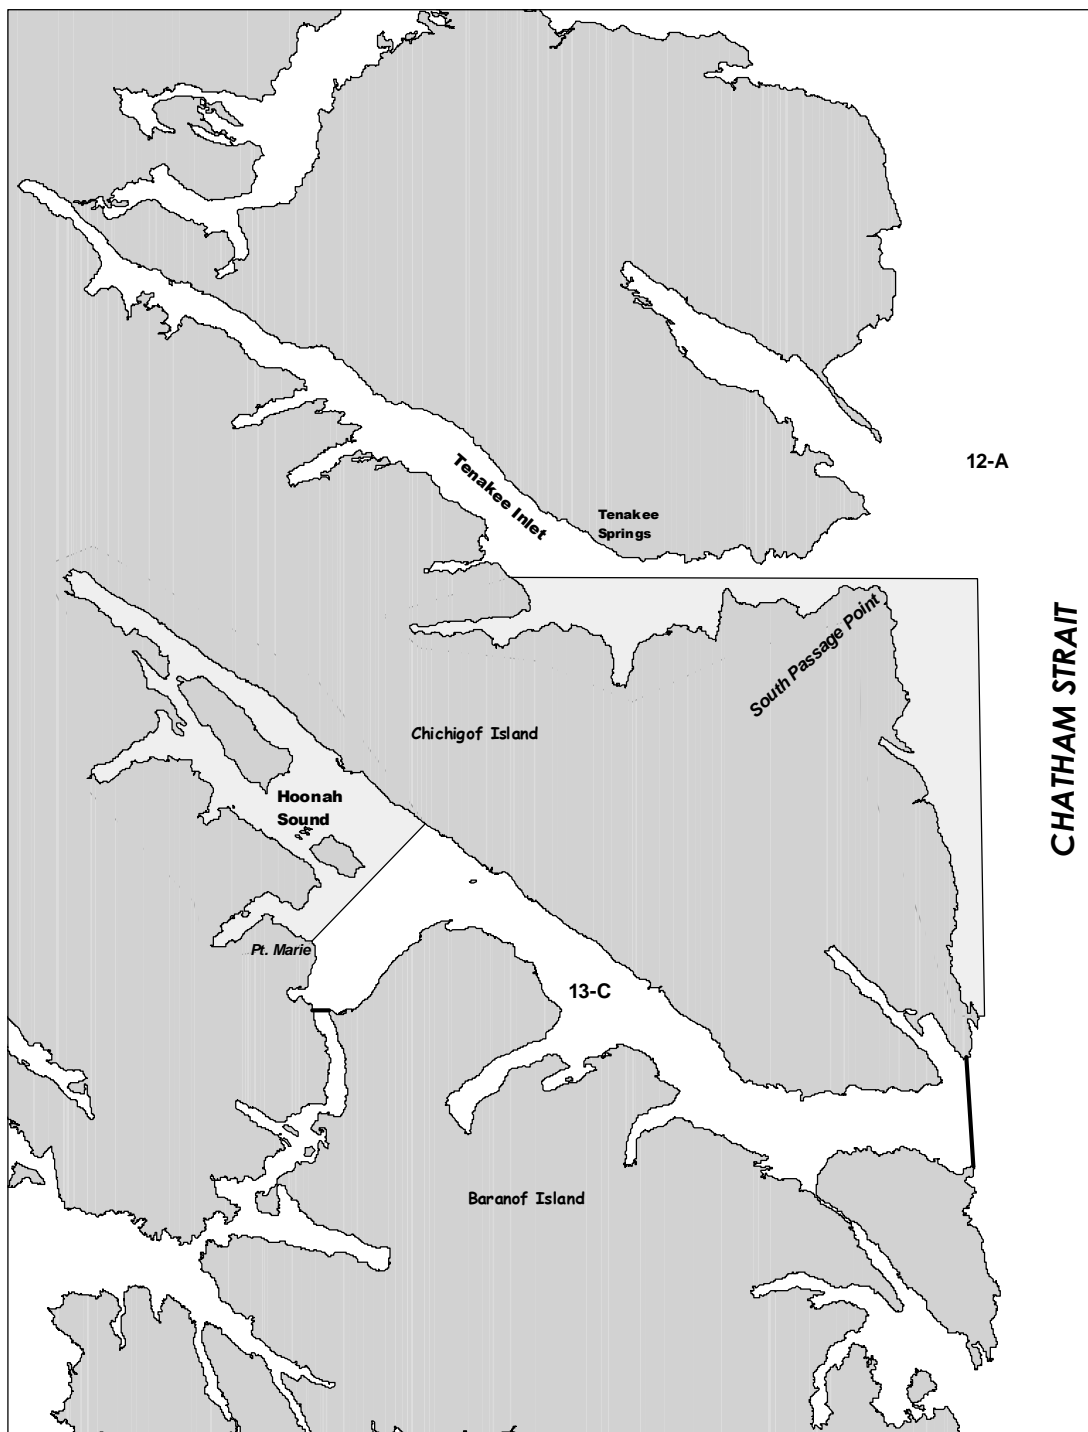 12-A
Tenakee Inlet
Tenakee
Springs
CHATHAM STRAIT
South Passage Point
Chichigof Island
Hoonah
Sound
Pt. Marie
13-C
Baranof Island